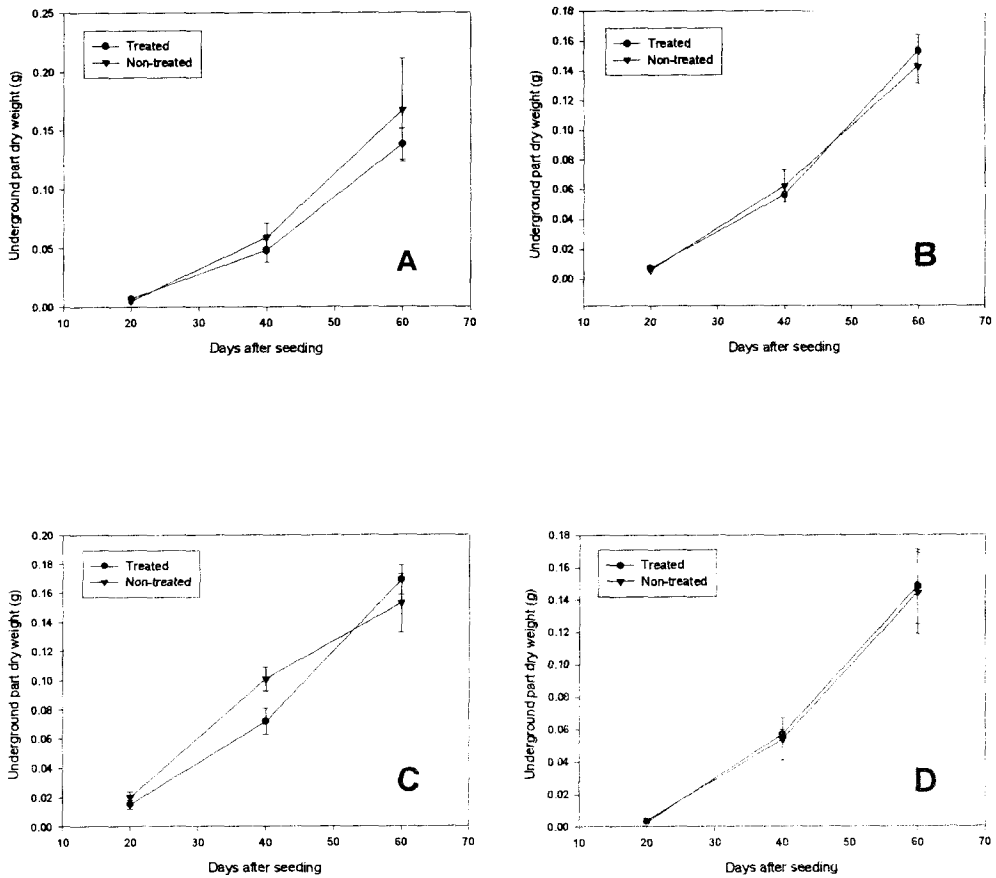 0.25
0.20
0.15
0.10
0.05
0.00
Underground part dry weight (g)
Treated
Non-treated
A
10 20 30 40 50 60 70
Days after seeding
0.18
0.16
0.14
0.12
0.10
0.08
0.06
0.04
0.02
0.00
Underground part dry weight (g)
Treated
Non-treated
B
10 20 30 40 50 60 70
Days after seeding
0.20
0.18
0.16
0.14
0.12
0.10
0.08
0.06
0.04
0.02
0.00
Underground part dry weight (g)
Treated
Non-treated
C
10 20 30 40 50 60 70
Days after seeding
0.18
0.16
0.14
0.12
0.10
0.08
0.06
0.04
0.02
0.00
Underground part dry weight (g)
Treated
Non-treated
D
10 20 30 40 50 60 70
Days after seeding